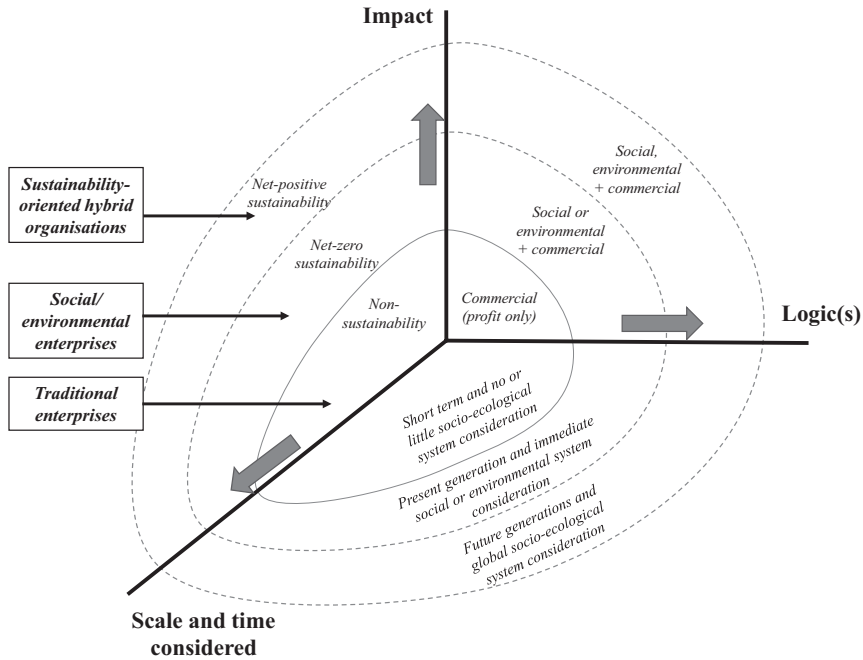 Impact
Social,
environmental
+ commercial
Sustainability-
oriented hybrid
organisations
Net-positive
sustainability
Social or
environmental
+ commercial
Net-zero
sustainability
Social/
environmental
enterprises
Non-
sustainability
Commercial
(profit only)
Logic(s)
Traditional
enterprises
Short term and no or
little socio-ecological
system consideration
Present generation and immediate
social or environmental system
consideration
Future generations and
global socio-ecological
system consideration
Scale and time
considered